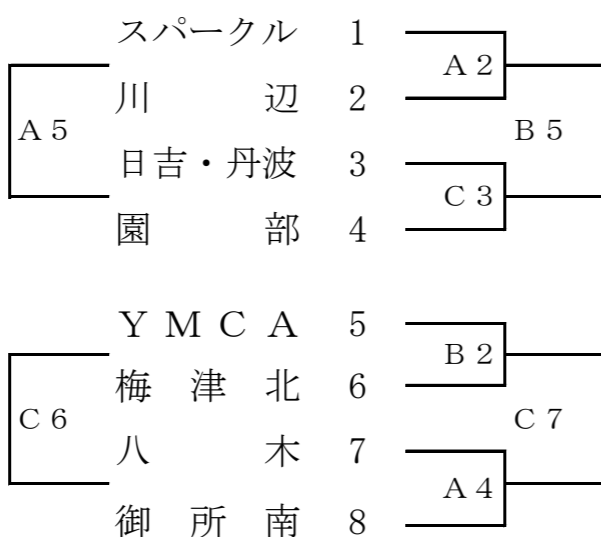 スパークル 1
A 2
川辺 2
A 5
B 5
日吉・丹波 3
C 3
園部 4
YMCA 5
B 2
梅津北 6
C 6
C 7
八木 7
A 4
御所南 8